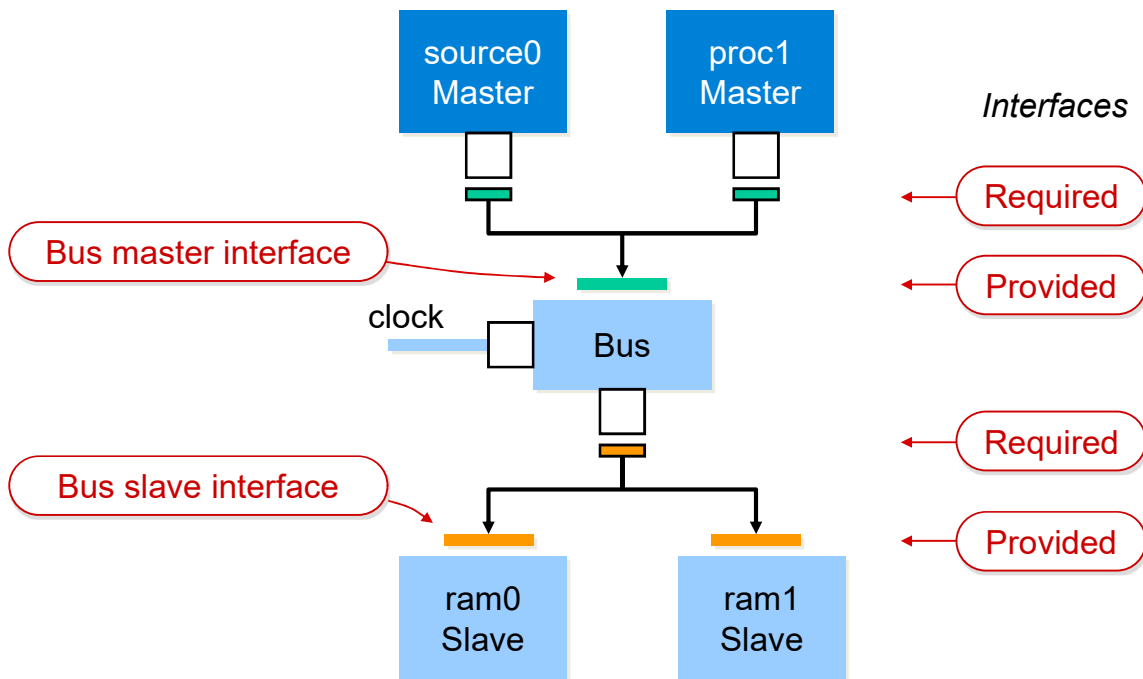 source0
Master
proc1
Master
Interfaces
Required
Bus master interface
Provided
clock
Bus
Required
Bus slave interface
Provided
ram0
Slave
ram1
Slave